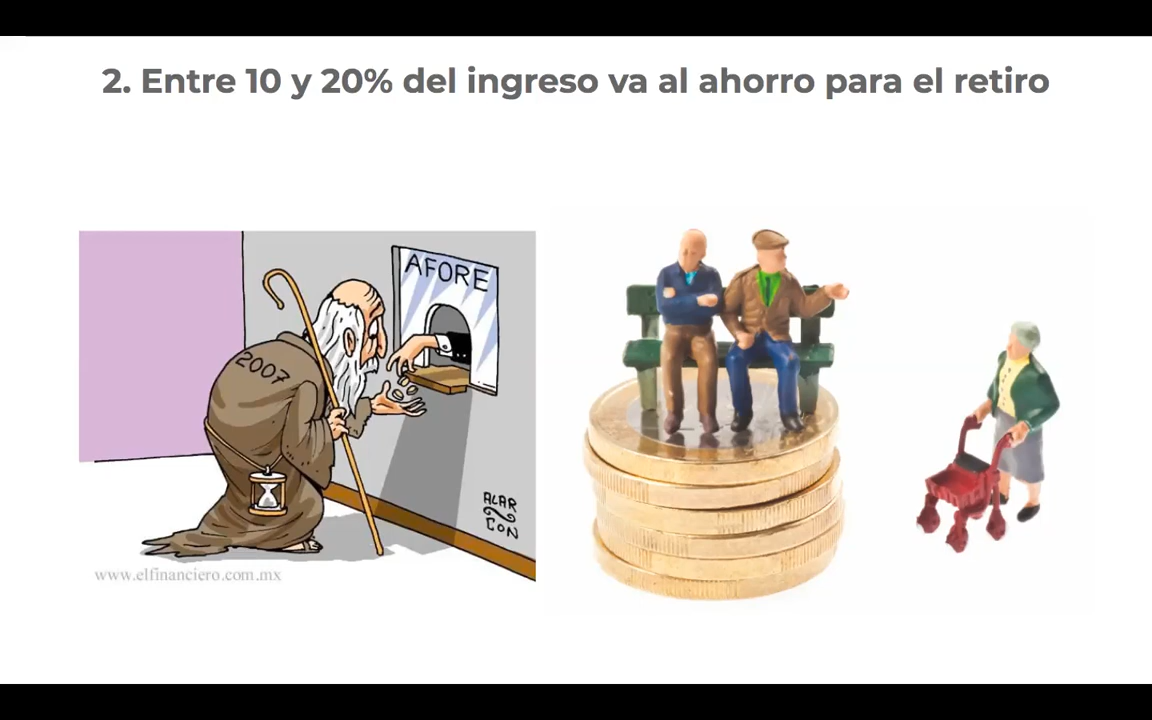 2. Entre 10 y 20% del ingreso va al ahorro para el retiro
AFORE
2007
ALAR
CON
www.elfinanciero.com.mx